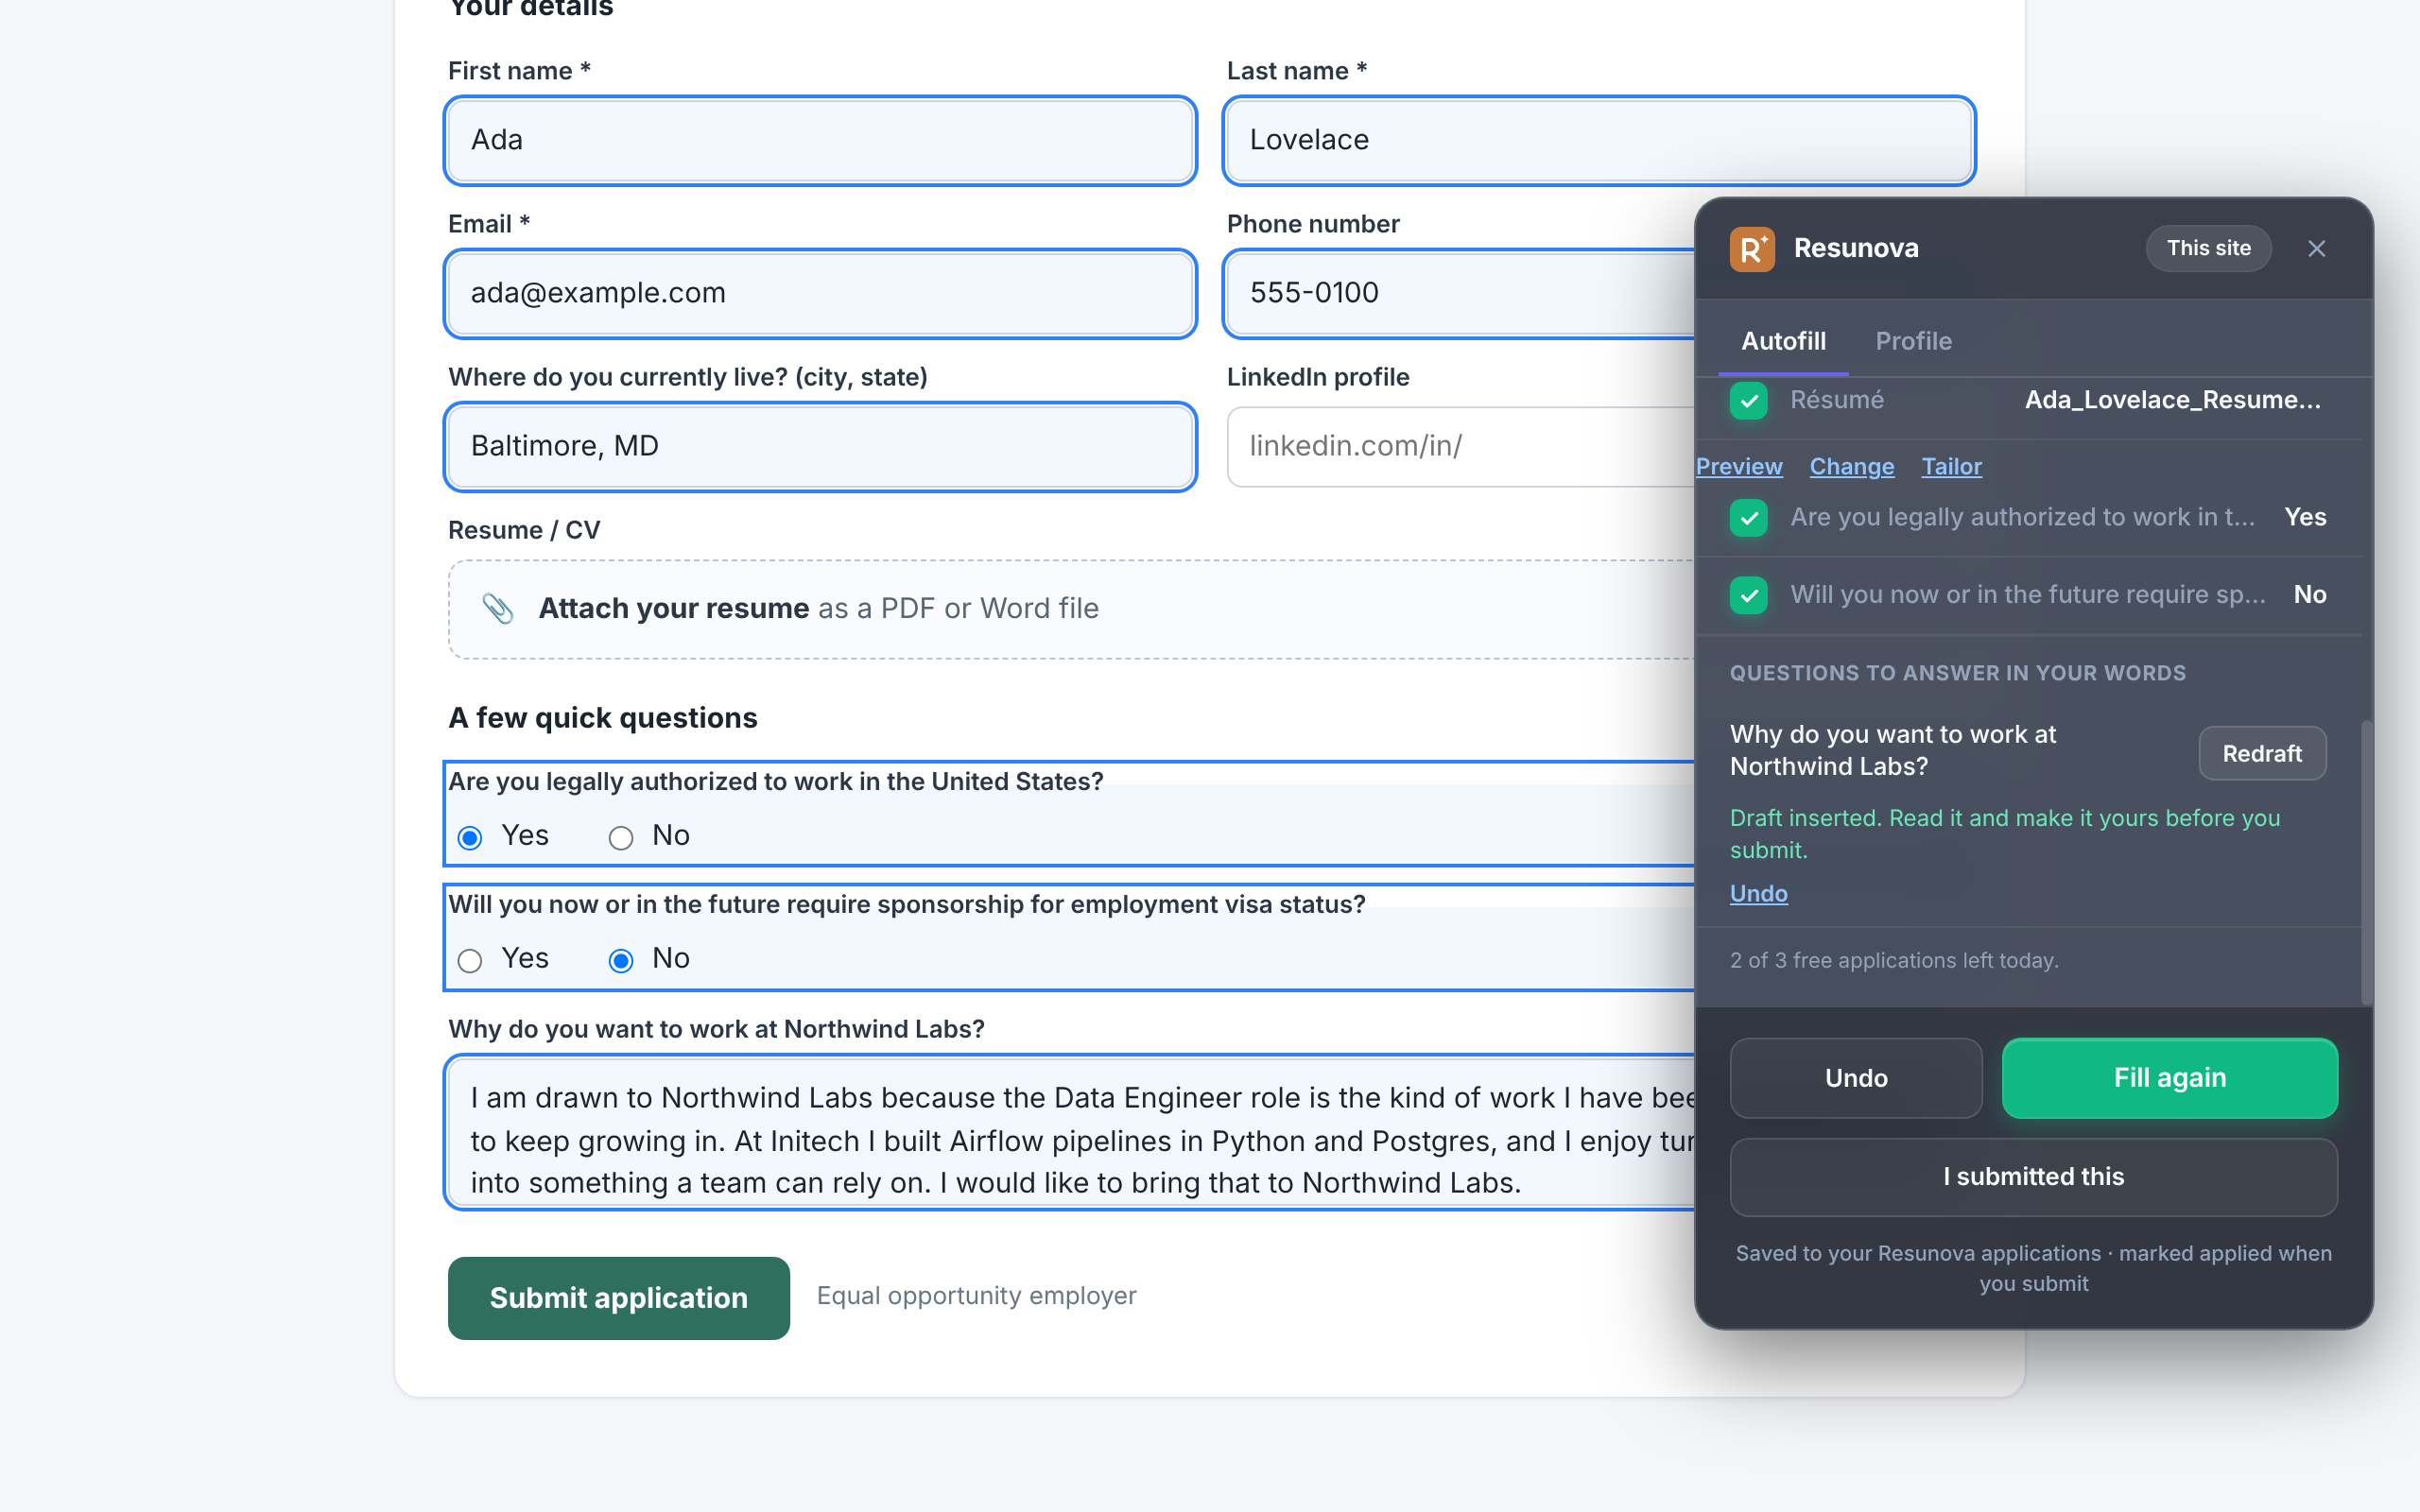 Your details
First name *
Last name *
Ada
Lovelace
Email *
Phone number
ada@example.com
555-0100
Where do you currently live? (city, state)
LinkedIn profile
Baltimore, MD
linkedin.com/in/
Resume / CV
Attach your resume as a PDF or Word file
A few quick questions
Are you legally authorized to work in the United States?
Yes
No
Will you now or in the future require sponsorship for employment visa status?
Yes
No
Why do you want to work at Northwind Labs?
I am drawn to Northwind Labs because the Data Engineer role is the kind of work I have
to keep growing in. At Initech I built Airflow pipelines in Python and Postgres, and I enjoy
into something a team can rely on. I would like to bring that to Northwind Labs.
Submit application
Equal opportunity employer
R
Resunova
This site
Autofill
Profile
Résumé
Ada_Lovelace_Resume...
Preview
Change
Tailor
Are you legally authorized to work in t...
Yes
Will you now or in the future require sp...
No
QUESTIONS TO ANSWER IN YOUR WORDS
Why do you want to work at
Northwind Labs?
Redraft
Draft inserted. Read it and make it yours before you
submit.
Undo
2 of 3 free applications left today.
Undo
Fill again
I submitted this
Saved to your Resunova applications · marked applied when
you submit